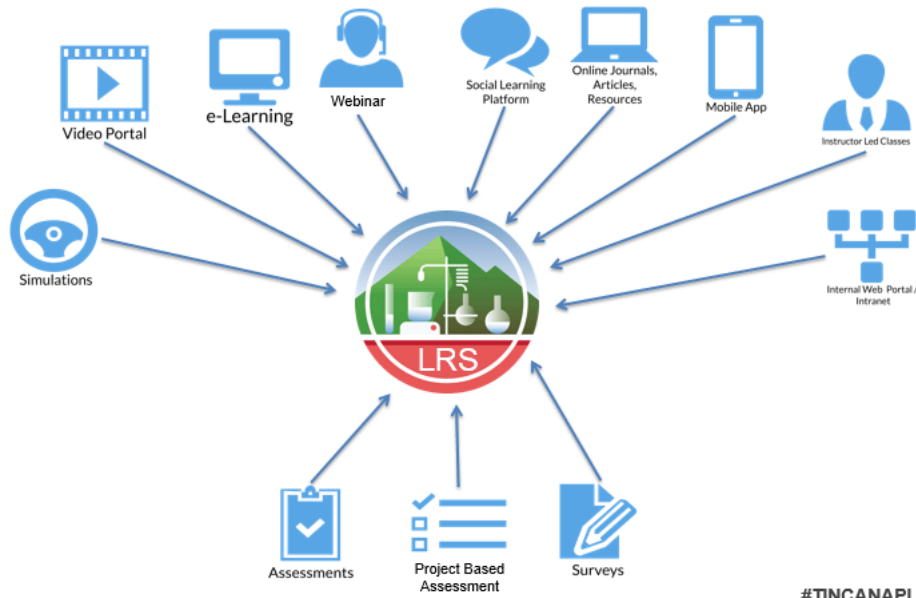 Webinar
Social Learning
Platform
Online Journals,
Articles,
Resources
Mobile App
e-Learning
Video Portal
Instructor Led Classes
Simulations
Internal Web Portal /
Intranet
LRS
Assessments
Project Based
Assessment
Surveys
#TINCANAPI